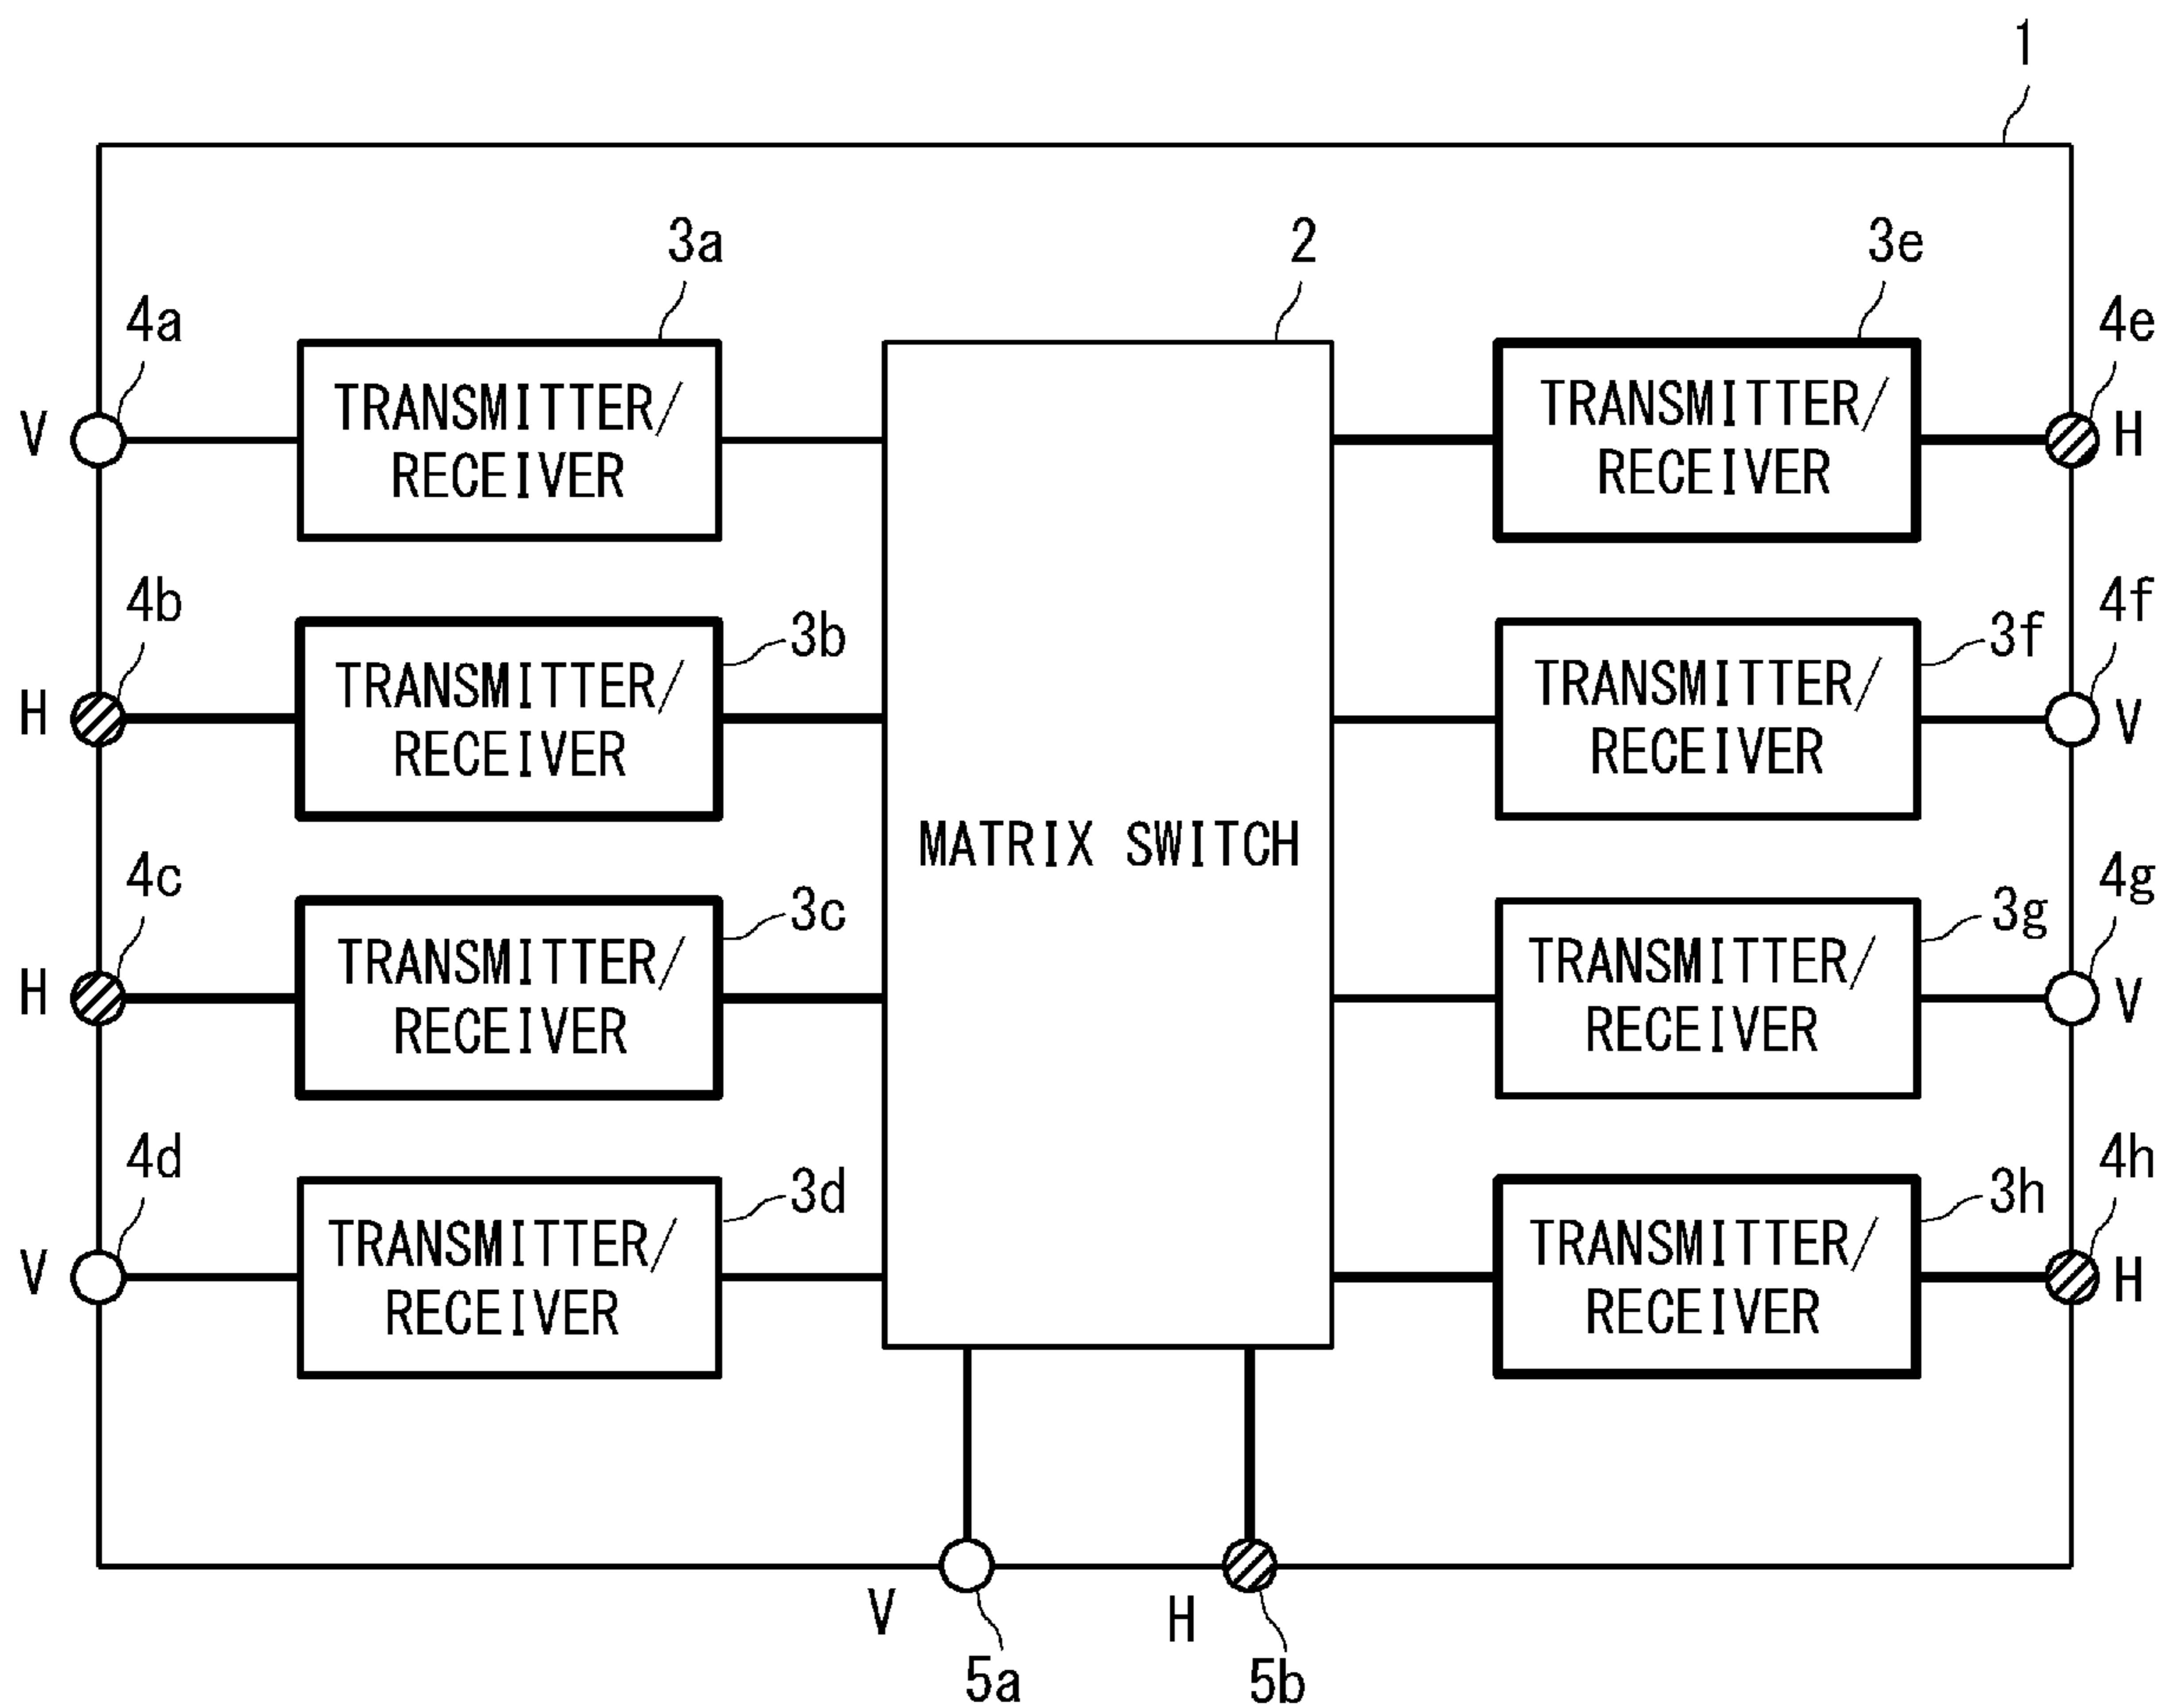 1
3a
2
3e
4a
4e
V
TRANSMITTER/
RECEIVER
TRANSMITTER/
RECEIVER
H
4b
3b
3f
4f
H
TRANSMITTER/
RECEIVER
TRANSMITTER/
RECEIVER
V
MATRIX SWITCH
4c
3c
3g
4g
H
TRANSMITTER/
RECEIVER
TRANSMITTER/
RECEIVER
V
4d
3d
3h
4h
V
TRANSMITTER/
RECEIVER
TRANSMITTER/
RECEIVER
H
V
H
5a
5b